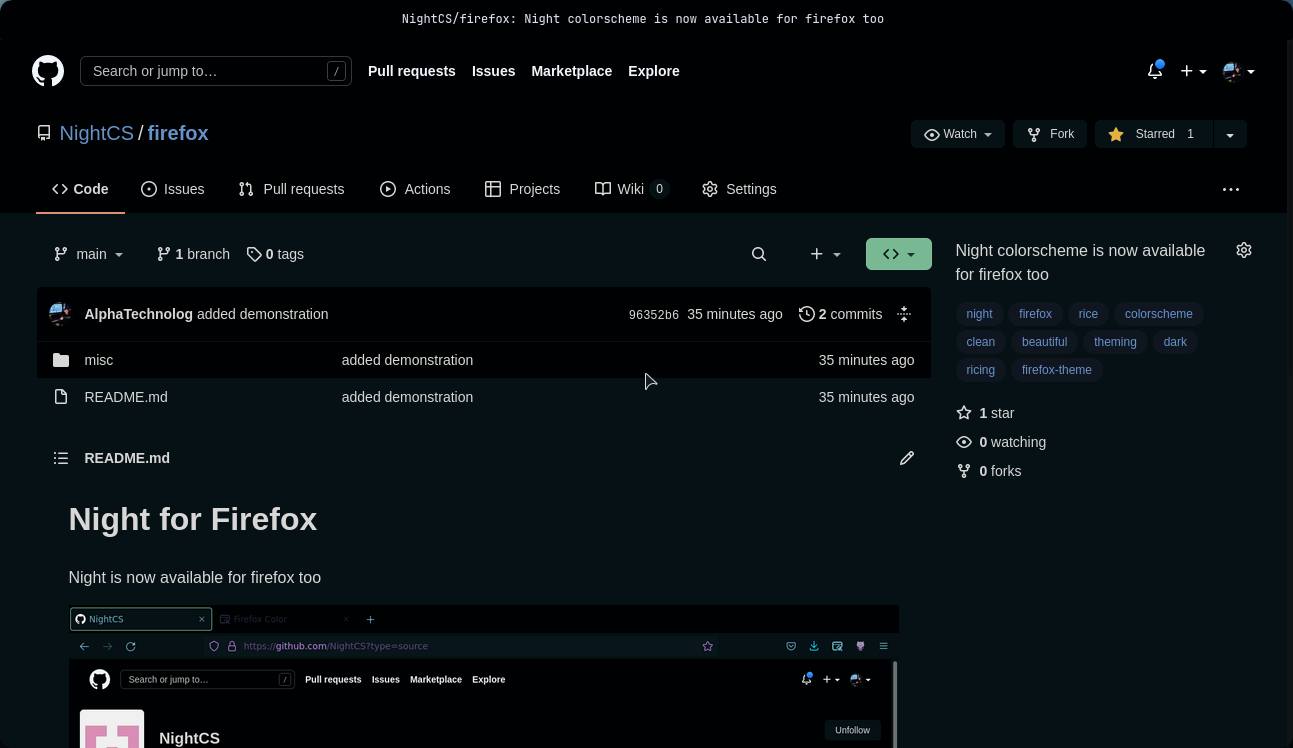 NightCS/firefox: Night colorscheme is now available for firefox too
Search or jump to… / Pull requests Issues Marketplace Explore
NightCS / firefox Watch Fork Starred 1
Code Issues Pull requests Actions Projects Wiki 0 Settings
main 1 branch 0 tags
AlphaTechnolog added demonstration 96352b6 35 minutes ago 2 commits
misc added demonstration 35 minutes ago
README.md added demonstration 35 minutes ago
README.md
Night for Firefox
Night is now available for firefox too
NightCS × Firefox Color × +
https://github.com/NightCS?type=source
Search or jump to… / Pull requests Issues Marketplace Explore
NightCS Unfollow
Night colorscheme is now available
for firefox too
night firefox rice colorscheme
clean beautiful theming dark
ricing firefox-theme
1 star
0 watching
0 forks